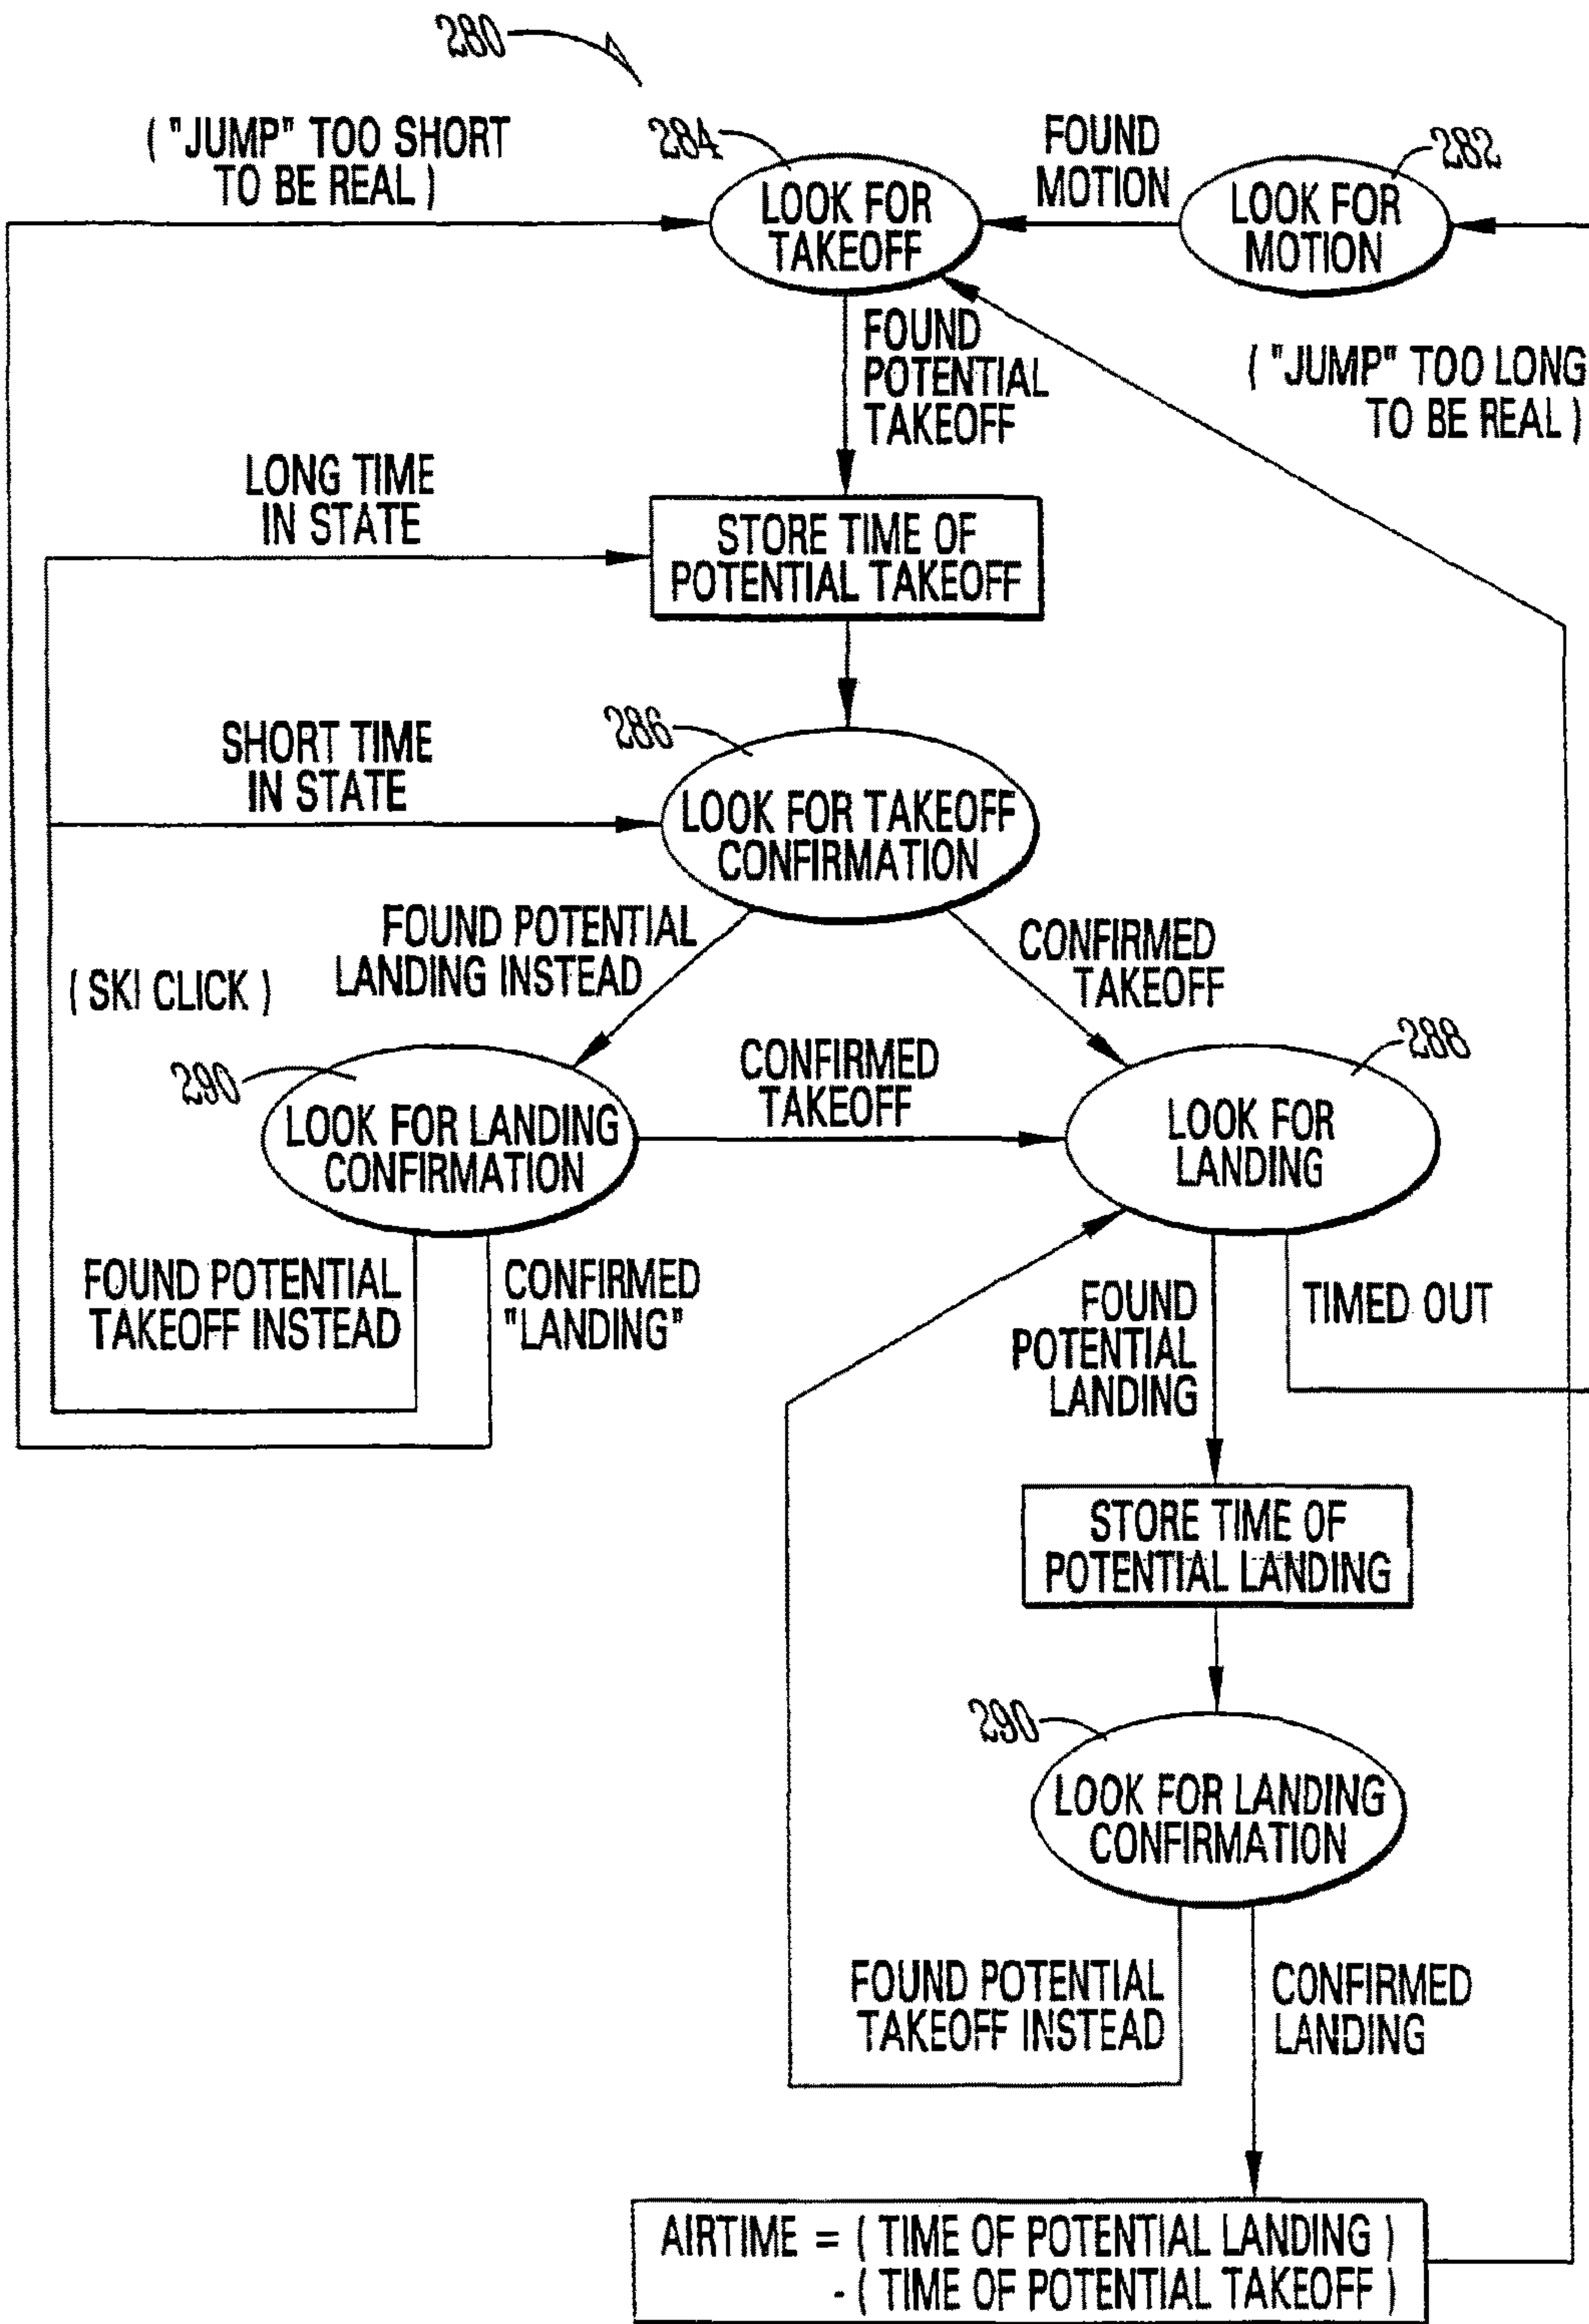 280
( "JUMP" TOO SHORT
TO BE REAL )
284
LOOK FOR
TAKEOFF
FOUND
MOTION
282
LOOK FOR
MOTION
FOUND
POTENTIAL
TAKEOFF
( "JUMP" TOO LONG
TO BE REAL )
LONG TIME
IN STATE
STORE TIME OF
POTENTIAL TAKEOFF
SHORT TIME
IN STATE
286
LOOK FOR TAKEOFF
CONFIRMATION
FOUND POTENTIAL
LANDING INSTEAD
CONFIRMED
TAKEOFF
( SKI CLICK )
290
LOOK FOR LANDING
CONFIRMATION
CONFIRMED
TAKEOFF
288
LOOK FOR
LANDING
FOUND POTENTIAL
TAKEOFF INSTEAD
CONFIRMED
"LANDING"
FOUND
POTENTIAL
LANDING
TIMED OUT
STORE TIME OF
POTENTIAL LANDING
290
LOOK FOR LANDING
CONFIRMATION
FOUND POTENTIAL
TAKEOFF INSTEAD
CONFIRMED
LANDING
AIRTIME = ( TIME OF POTENTIAL LANDING )
- ( TIME OF POTENTIAL TAKEOFF )